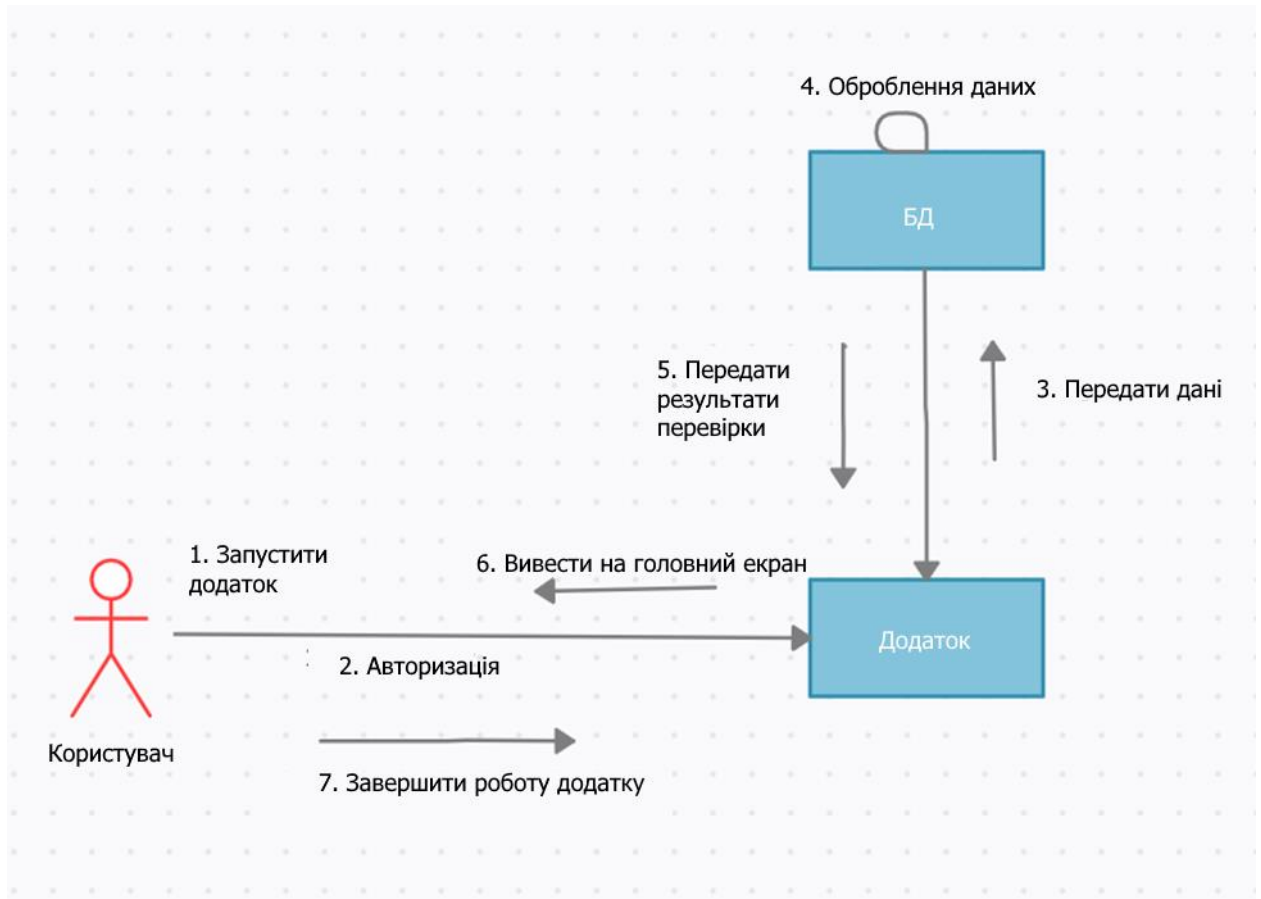 4. Оброблення даних
БД
5. Передати
результати
перевірки
3. Передати дані
1. Запустити
додаток
6. Вивести на головний екран
Додаток
2. Авторизація
Користувач
7. Завершити роботу додатку